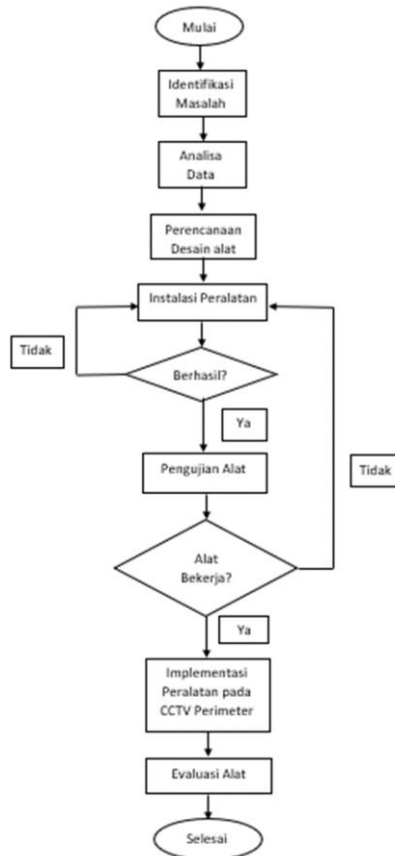 Mulai
Identifikasi
Masalah
Analisa
Data
Perencanaan
Desain alat
Instalasi Peralatan
Tidak
Berhasil?
Ya
Pengujian Alat
Tidak
Alat
Bekerja?
Ya
Implementasi
Peralatan pada
CCTV Perimeter
Evaluasi Alat
Selesai